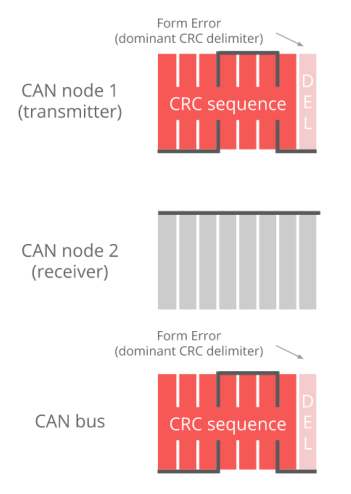 Form Error
(dominant CRC delimiter)
CAN node 1
(transmitter)
CRC sequence
D
E
L
CAN node 2
(receiver)
Form Error
(dominant CRC delimiter)
CAN bus
CRC sequence
D
E
L